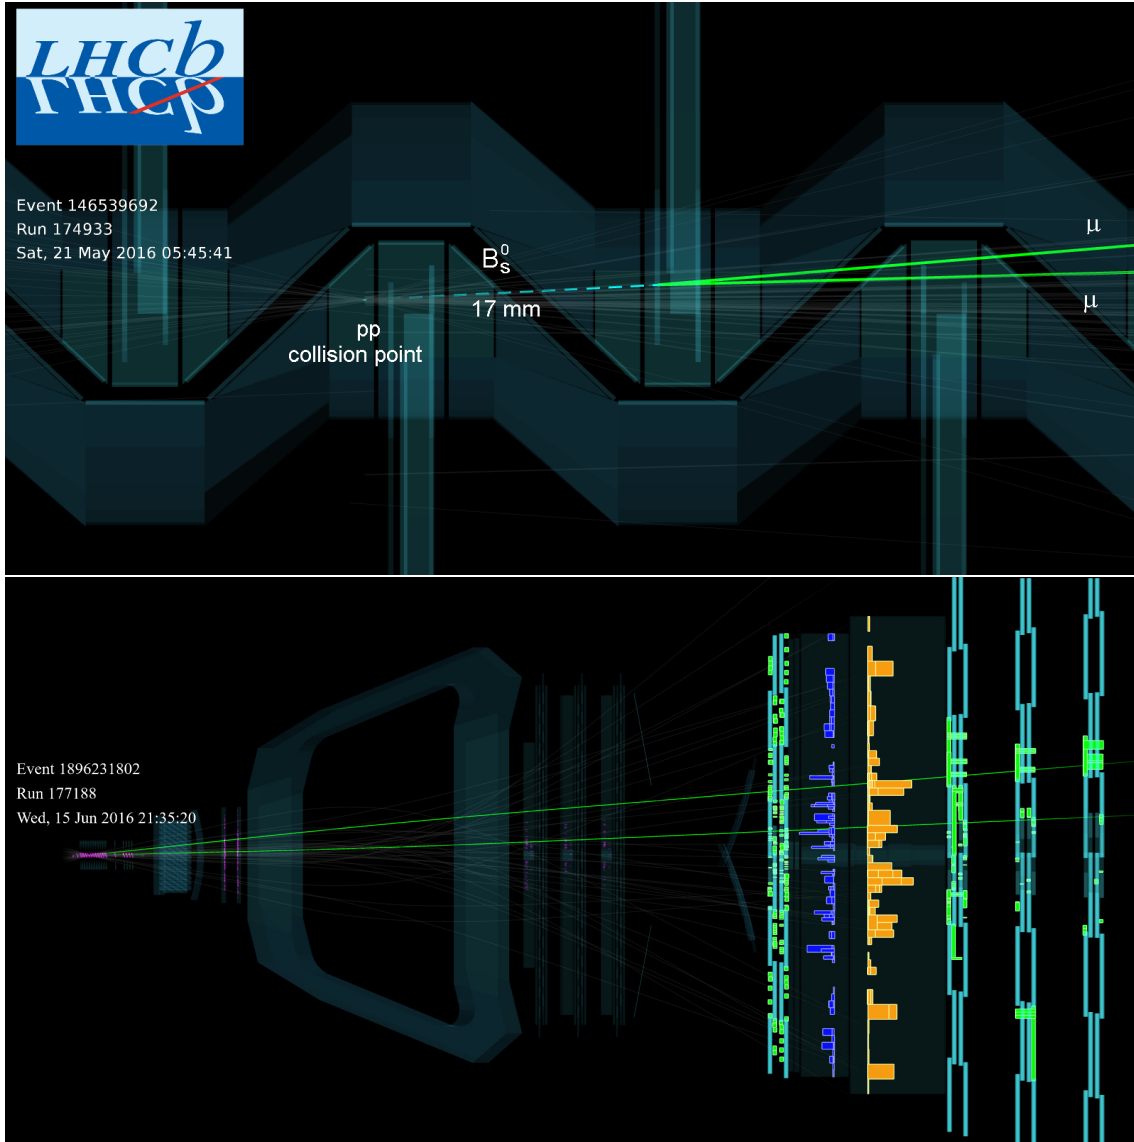 LHCb
LHCb
Event 146539692
Run 174933
Sat, 21 May 2016 05:45:41
B⁰ₛ
17 mm
pp
collision point
μ
μ
Event 1896231802
Run 177188
Wed, 15 Jun 2016 21:35:20